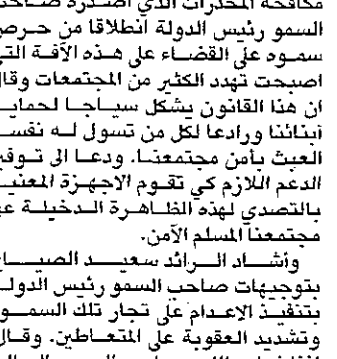 مكافحة المخدرات الذي اصدره صاحب
السمو رئيس الدولة انطلاقا من حرص
سموه على القضاء على هذه الآفة التي
اصبحت تهدد الكثير من المجتمعات وقال
ان هذا القانون يشكل سياجا لحماية
أبنائنا ورادعا لكل من تسول له نفسه
العبث بأمن مجتمعنا. ودعا الى توفير
الدعم اللازم كي تقوم الاجهزة المعنية
بالتصدي لهذه الظاهرة الدخيلة على
مجتمعنا المسلم الآمن.
وأشاد الرائد سعيد الصياح
بتوجيهات صاحب السمو رئيس الدولة
بتنفيذ الإعدام على تجار تلك السموم
وتشديد العقوبة على المتعاطين. وقال